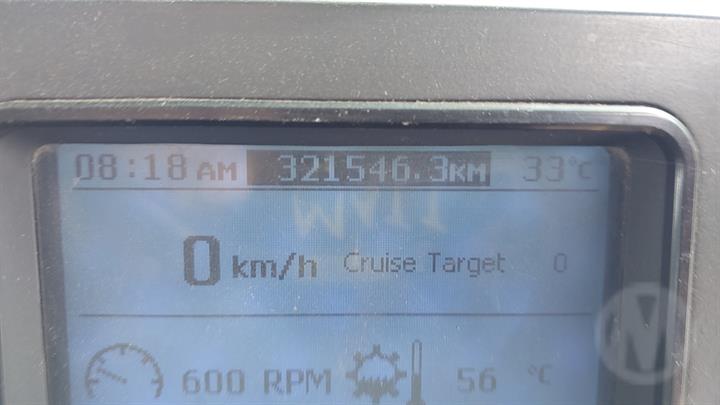 08:18 AM 321546.3KM 33°C
0 km/h Cruise Target 0
600 RPM 56 °C